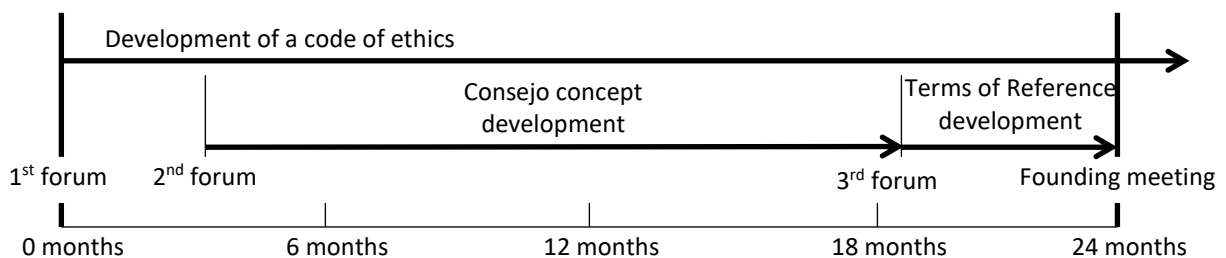 Development of a code of ethics
Consejo concept
development
Terms of Reference
development
1st forum
2nd forum
3rd forum
Founding meeting
0 months
6 months
12 months
18 months
24 months